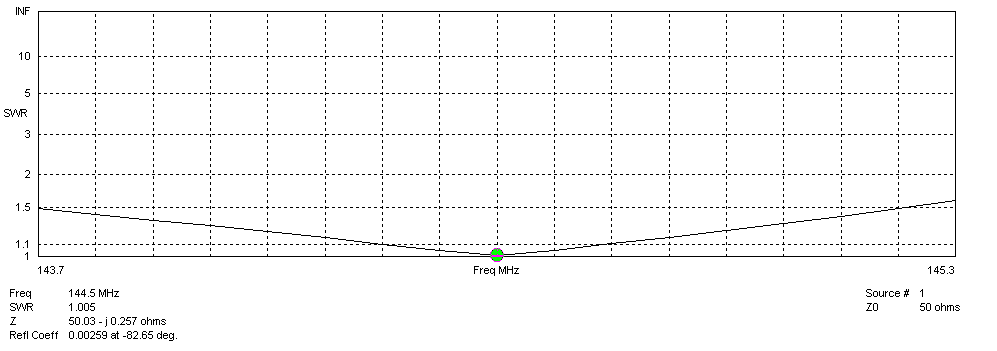 INF
10
5
SWR
3
2
1.5
1.1
1
143.7 Freq MHz 145.3
Freq 144.5 MHz Source # 1
SWR 1.005 Z0 50 ohms
Z 50.03 - j 0.257 ohms
Refl Coeff 0.00259 at -82.65 deg.